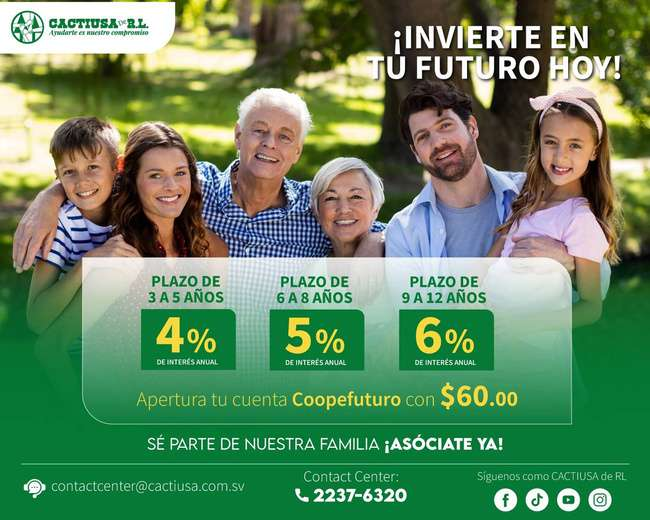 CACTIUSA DE R.L.
Ayudarte es nuestro compromiso
¡INVIERTE EN
TU FUTURO HOY!
PLAZO DE
3 A 5 AÑOS
4%
DE INTERÉS ANUAL
PLAZO DE
6 A 8 AÑOS
5%
DE INTERÉS ANUAL
PLAZO DE
9 A 12 AÑOS
6%
DE INTERÉS ANUAL
Apertura tu cuenta Coopefuturo con $60.00
SÉ PARTE DE NUESTRA FAMILIA ¡ASÓCIATE YA!
contactcenter@cactiusa.com.sv
Contact Center:
2237-6320
Síguenos como CACTIUSA de RL